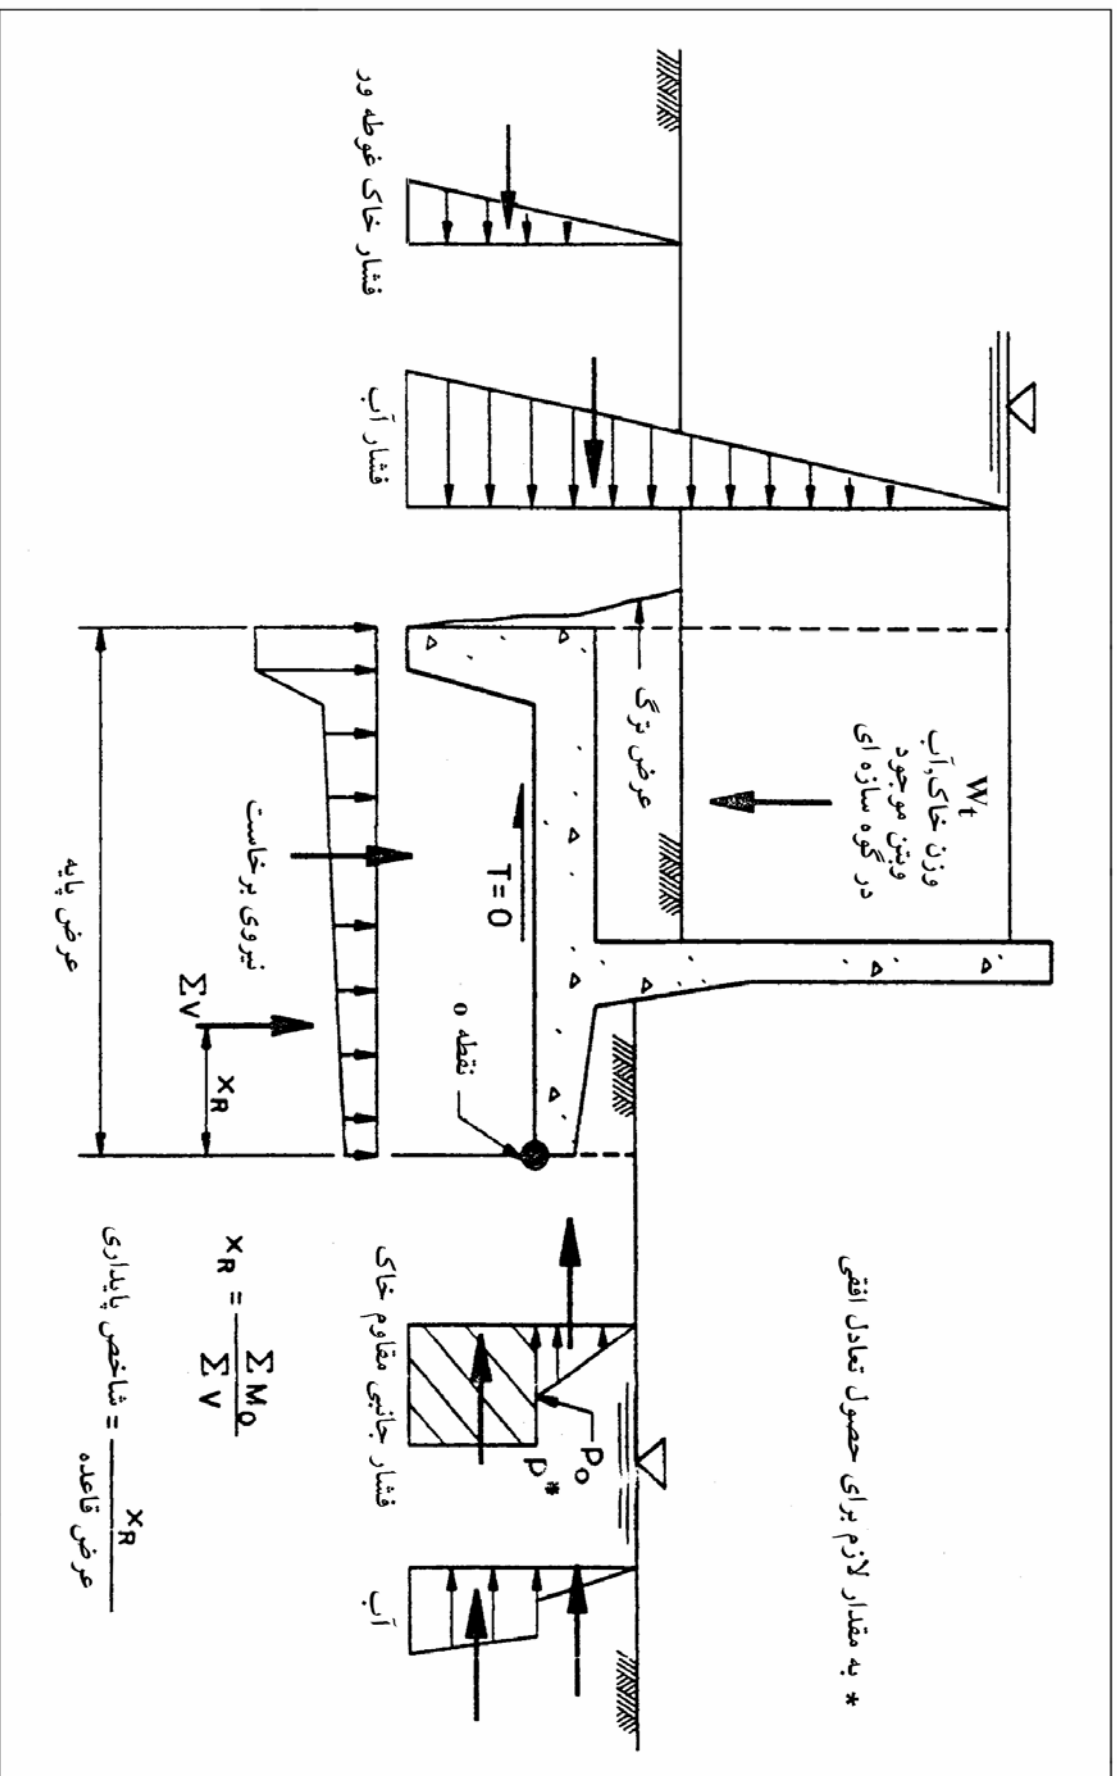 * به مقدار لازم برای حصول تعادل افقی
Wt
وزن خاک,آب
وبتن موجود
در گوه سازه ای
عرض ترک
فشار خاک غوطه ور
فشار آب
T=0
نقطه o
Po
P*
فشار جانبی مقاوم خاک
آب
نیروی برخاست
ΣV
XR
عرض پایه
XR = ΣMO / ΣV
شاخص پایداری = XR / عرض قاعده